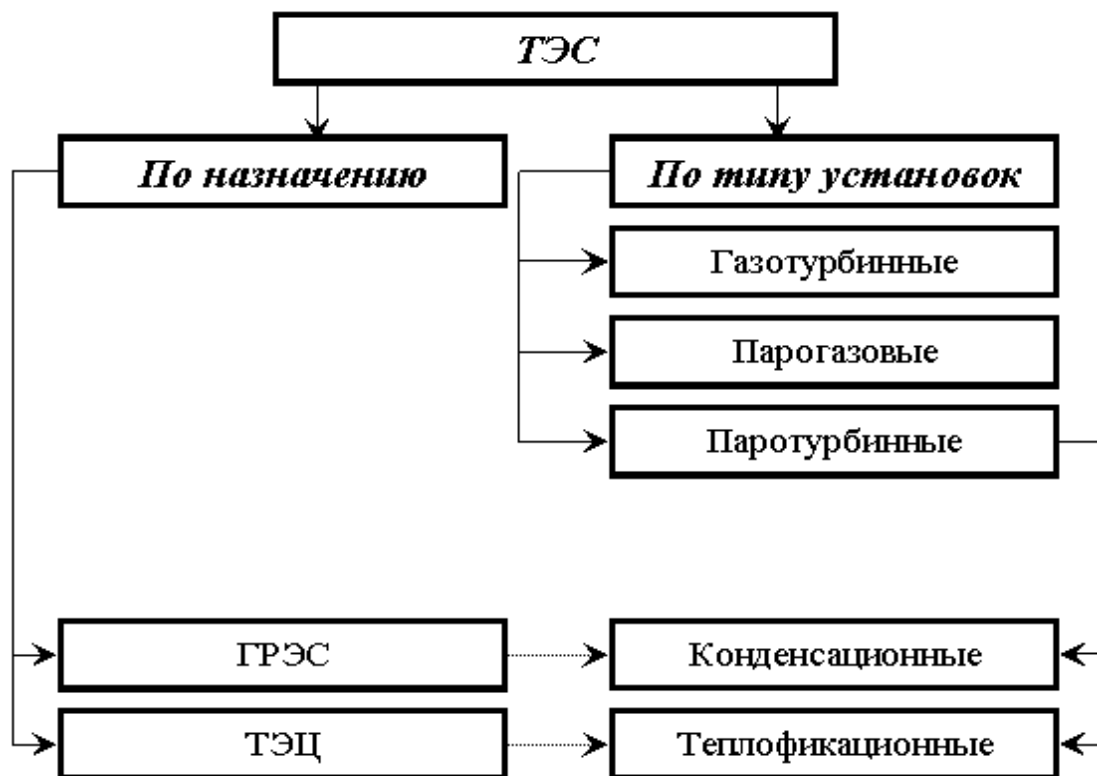 ТЭС
По назначению
По типу установок
Газотурбинные
Парогазовые
Паротурбинные
ГРЭС
Конденсационные
ТЭЦ
Теплофикационные